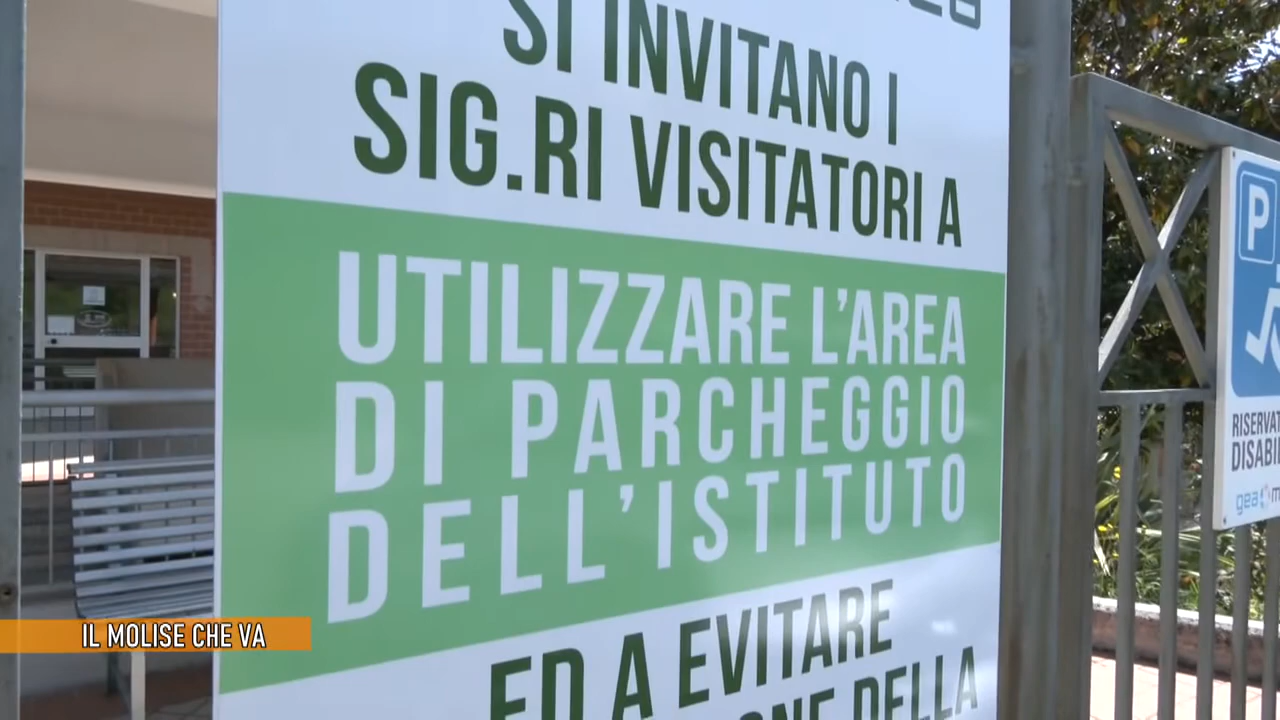 SI INVITANO I
SIG.RI VISITATORI A
UTILIZZARE L'AREA
DI PARCHEGGIO
DELL'ISTITUTO
ED A EVITARE
DELLA
P
DISABI
gea
IL MOLISE CHE VA